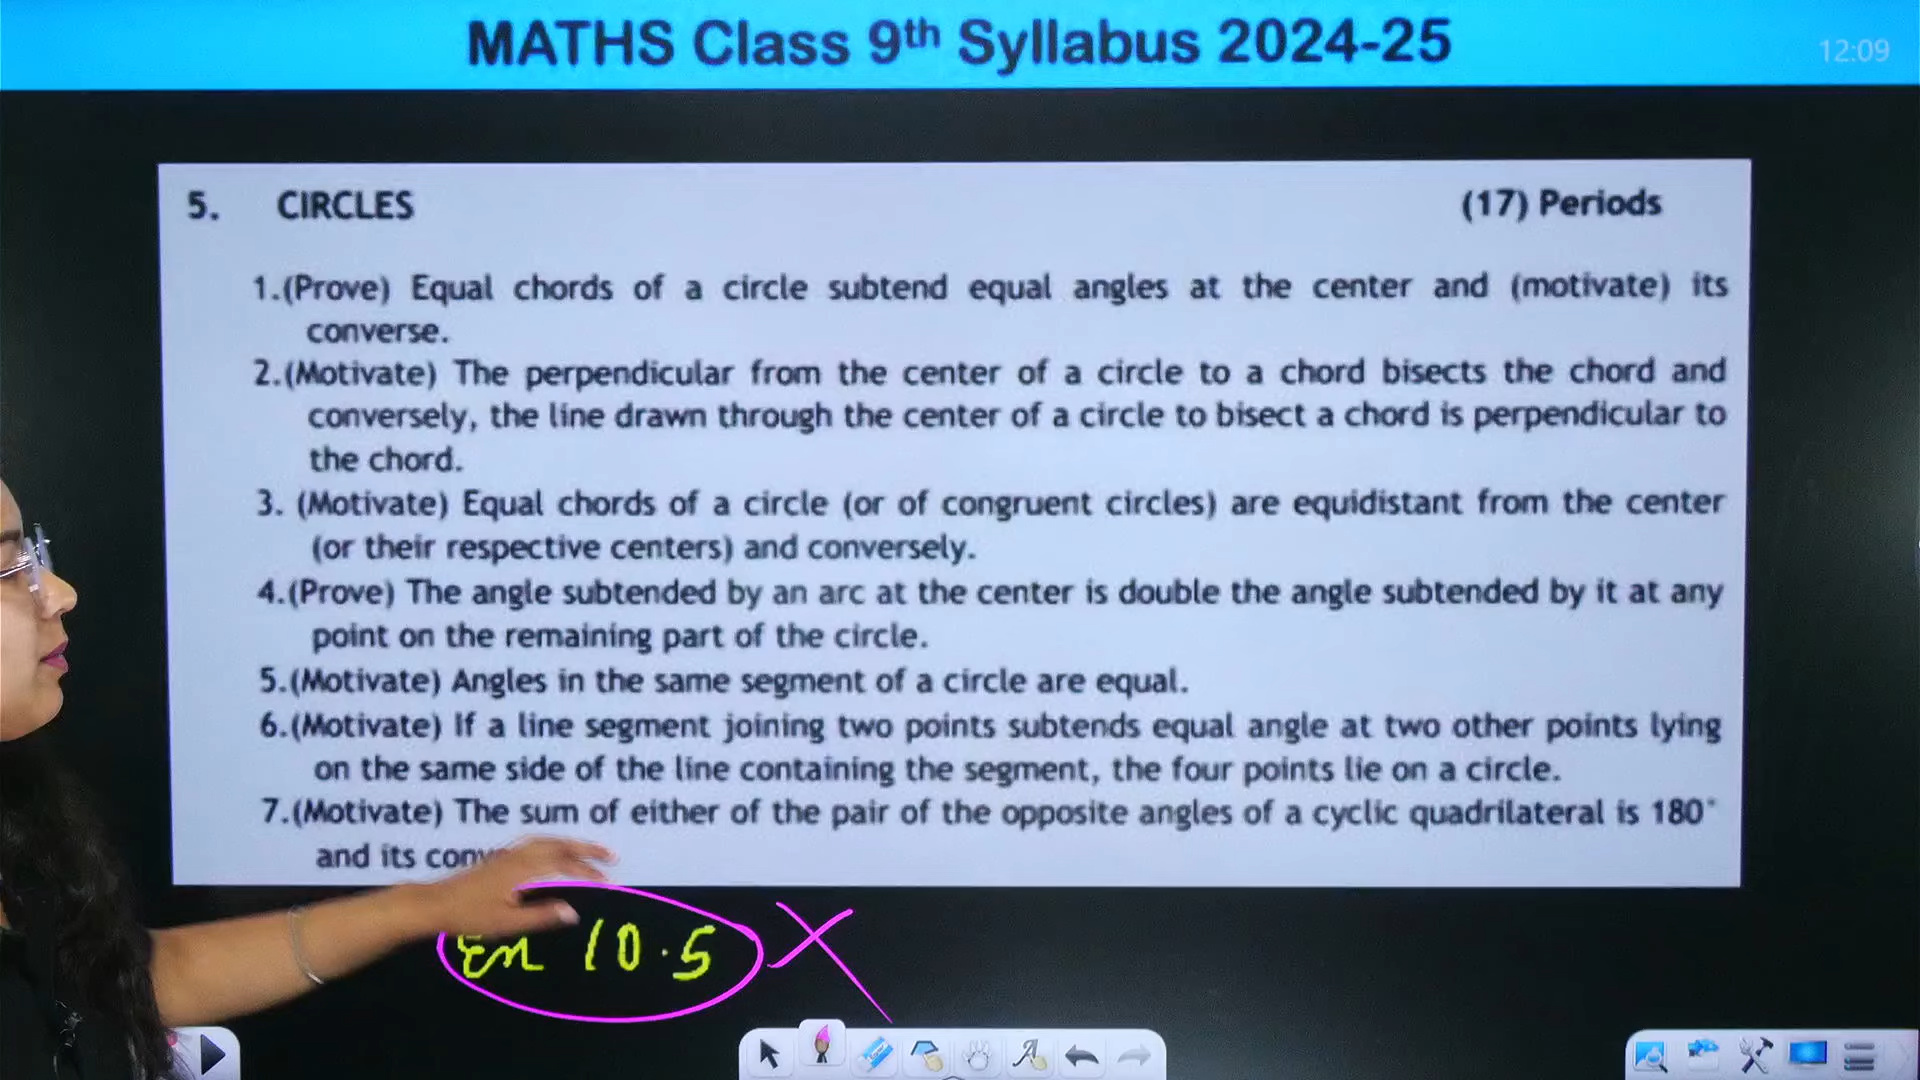 MATHS Class 9th Syllabus 2024-25
12:09
5. CIRCLES (17) Periods
1.(Prove) Equal chords of a circle subtend equal angles at the center and (motivate) its
converse.
2.(Motivate) The perpendicular from the center of a circle to a chord bisects the chord and
conversely, the line drawn through the center of a circle to bisect a chord is perpendicular to
the chord.
3. (Motivate) Equal chords of a circle (or of congruent circles) are equidistant from the center
(or their respective centers) and conversely.
4.(Prove) The angle subtended by an arc at the center is double the angle subtended by it at any
point on the remaining part of the circle.
5.(Motivate) Angles in the same segment of a circle are equal.
6.(Motivate) If a line segment joining two points subtends equal angle at two other points lying
on the same side of the line containing the segment, the four points lie on a circle.
7.(Motivate) The sum of either of the pair of the opposite angles of a cyclic quadrilateral is 180°
and its
Ex 10.5